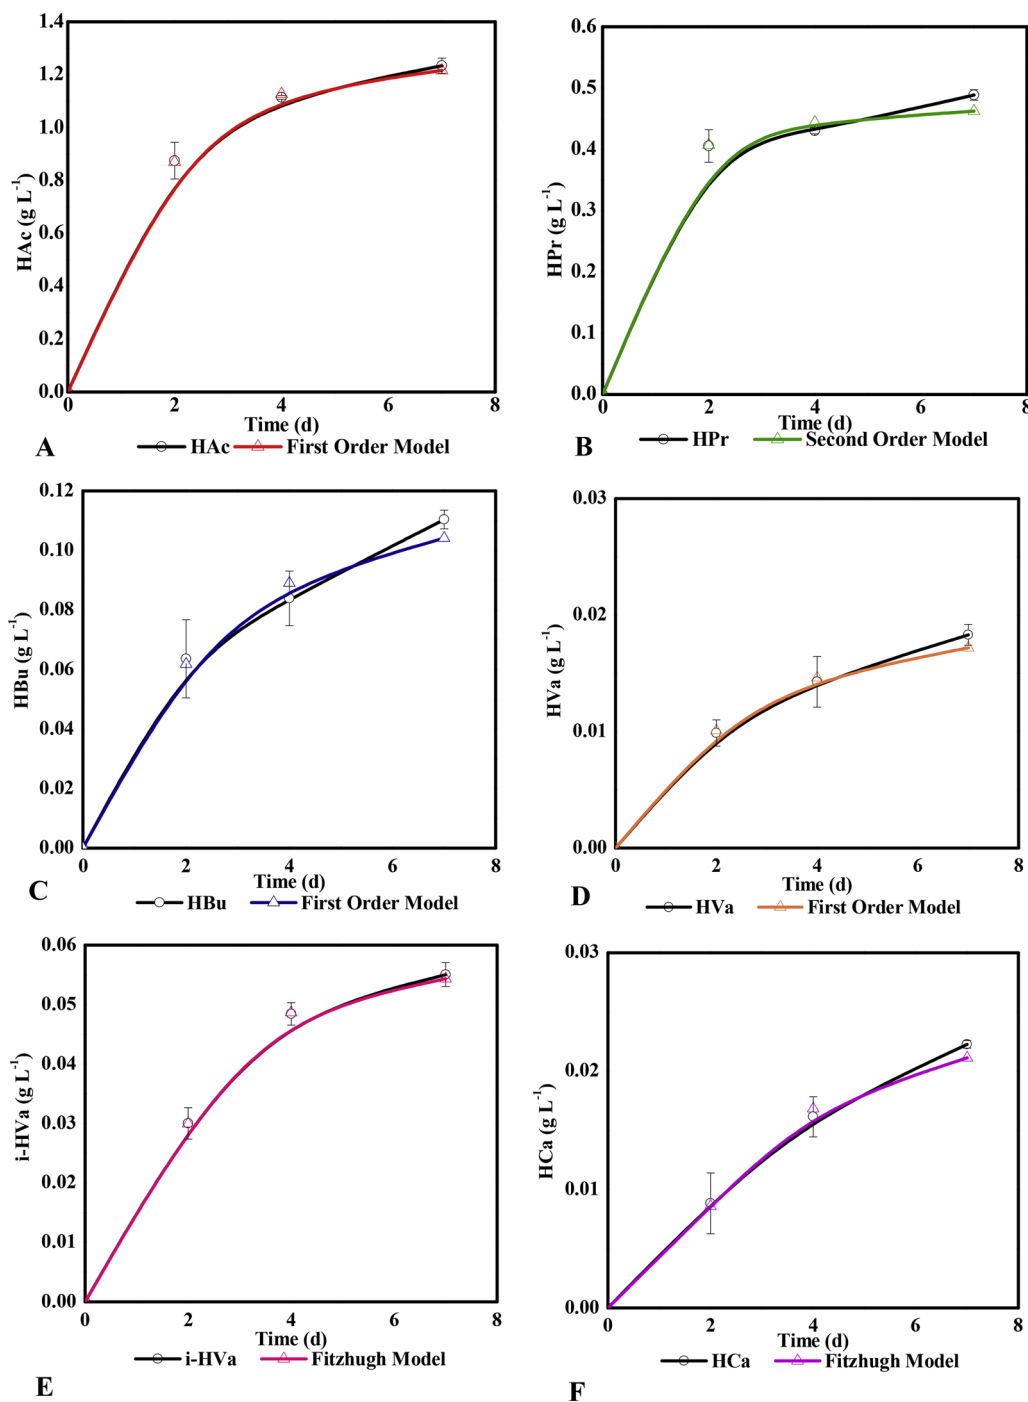 1.4
1.2
1.0
0.8
0.6
0.4
0.2
0.0
HAc (g L⁻¹)
0 2 4 6 8
Time (d)
HAc First Order Model
A
0.6
0.5
0.4
0.3
0.2
0.1
0.0
HPr (g L⁻¹)
0 2 4 6 8
Time (d)
HPr Second Order Model
B
0.12
0.10
0.08
0.06
0.04
0.02
0.00
HBu (g L⁻¹)
0 2 4 6 8
Time (d)
HBu First Order Model
C
0.03
0.02
0.01
0.00
HVa (g L⁻¹)
0 2 4 6 8
Time (d)
HVa First Order Model
D
0.06
0.05
0.04
0.03
0.02
0.01
0.00
i-HVa (g L⁻¹)
0 2 4 6 8
Time (d)
i-HVa Fitzhugh Model
E
0.03
0.02
0.01
0.00
HCa (g L⁻¹)
0 2 4 6 8
Time (d)
HCa Fitzhugh Model
F